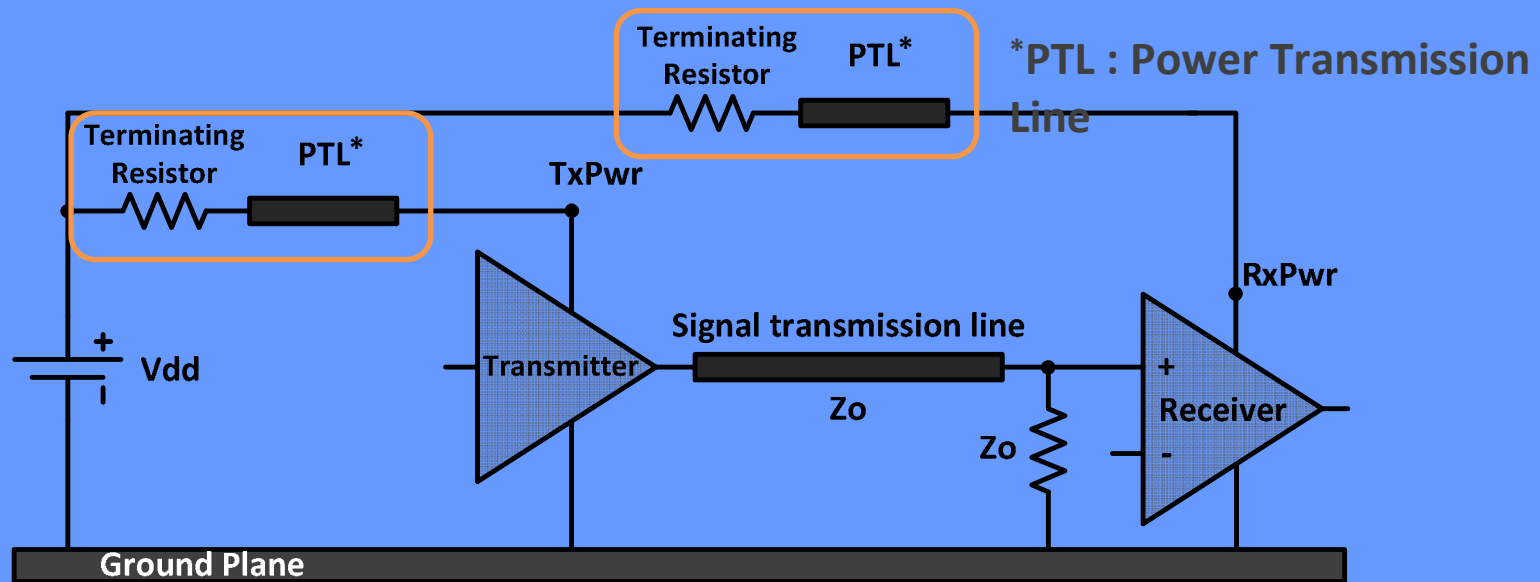 Terminating
Resistor
PTL*
*PTL : Power Transmission
Line
Terminating
Resistor
PTL*
TxPwr
RxPwr
Signal transmission line
+
Vdd
-
Transmitter
Zo
+
Receiver
-
Zo
Ground Plane